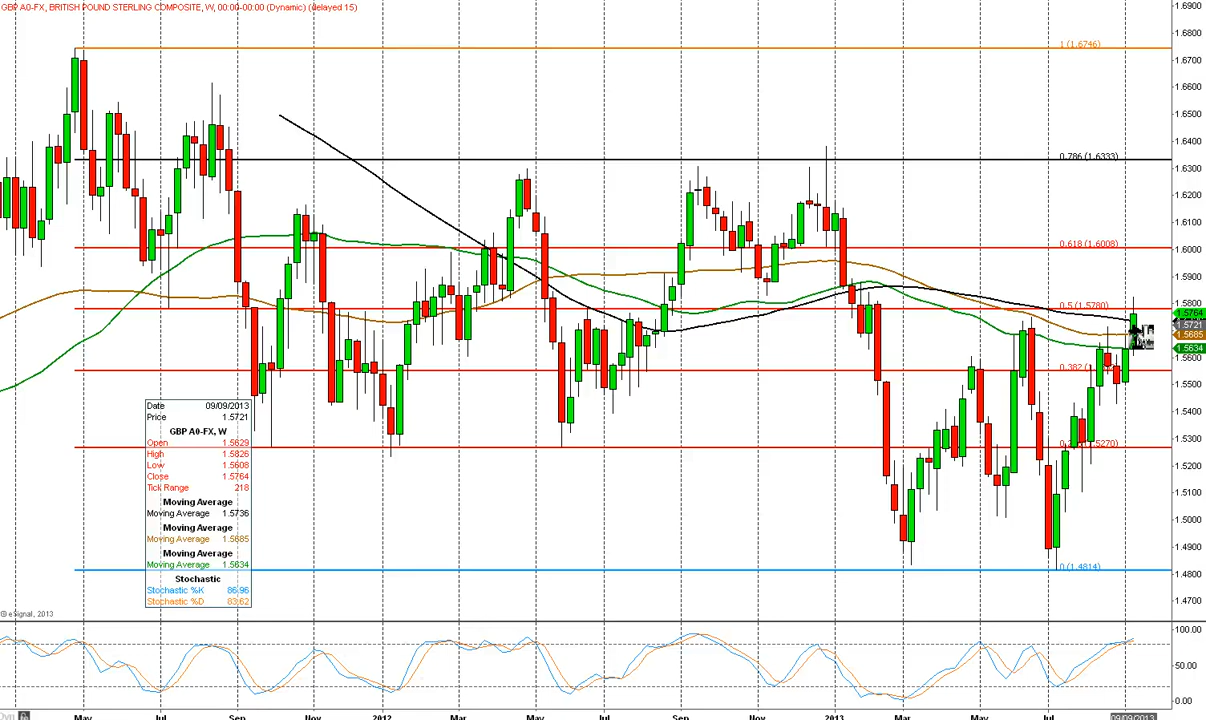 GBP A0-FX, BRITISH POUND STERLING COMPOSITE, W, 00:00-00:00 (Dynamic) (delayed 15)
1.6900
1.6800
1 (1.6746)
1.6700
1.6600
1.6500
1.6400
0.786 (1.6333)
1.6300
1.6200
1.6100
0.618 (1.6008)
1.6000
1.5900
0.5 (1.5780)
1.5800
1.5764
1.5721
1.5685
1.5634
1.5600
0.382 (1.
1.5500
1.5400
1.5300
1.5270)
1.5200
1.5100
1.5000
1.4900
0 (1.4814)
1.4800
1.4700
Date 09/09/2013
Price 1.5721
GBP A0-FX, W
Open 1.5629
High 1.5826
Low 1.5608
Close 1.5764
Tick Range 218
Moving Average
Moving Average 1.5736
Moving Average
Moving Average 1.5685
Moving Average
Moving Average 1.5634
Stochastic
Stochastic %K 86.96
Stochastic %D 83.62
© eSignal, 2013
100.00
50.00
0.00
Dyn
May Jul Sep Nov 2012 Mar May Jul Sep Nov 2013 Mar May Jul 09/09/2013